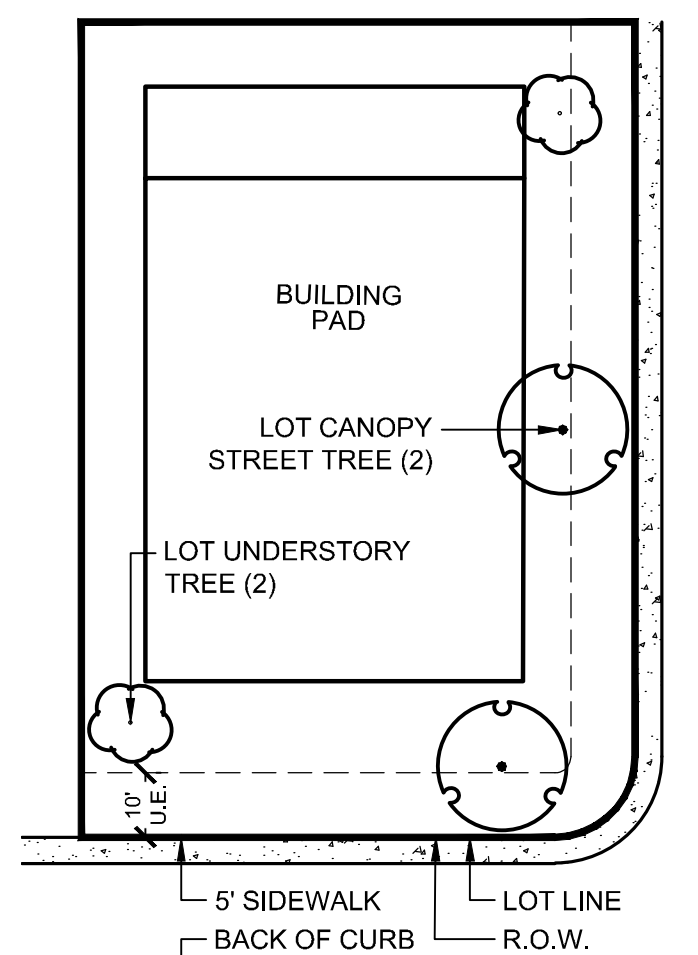 BUILDING
PAD
LOT CANOPY
STREET TREE (2)
LOT UNDERSTORY
TREE (2)
10'
U.E.
5' SIDEWALK
LOT LINE
BACK OF CURB
R.O.W.